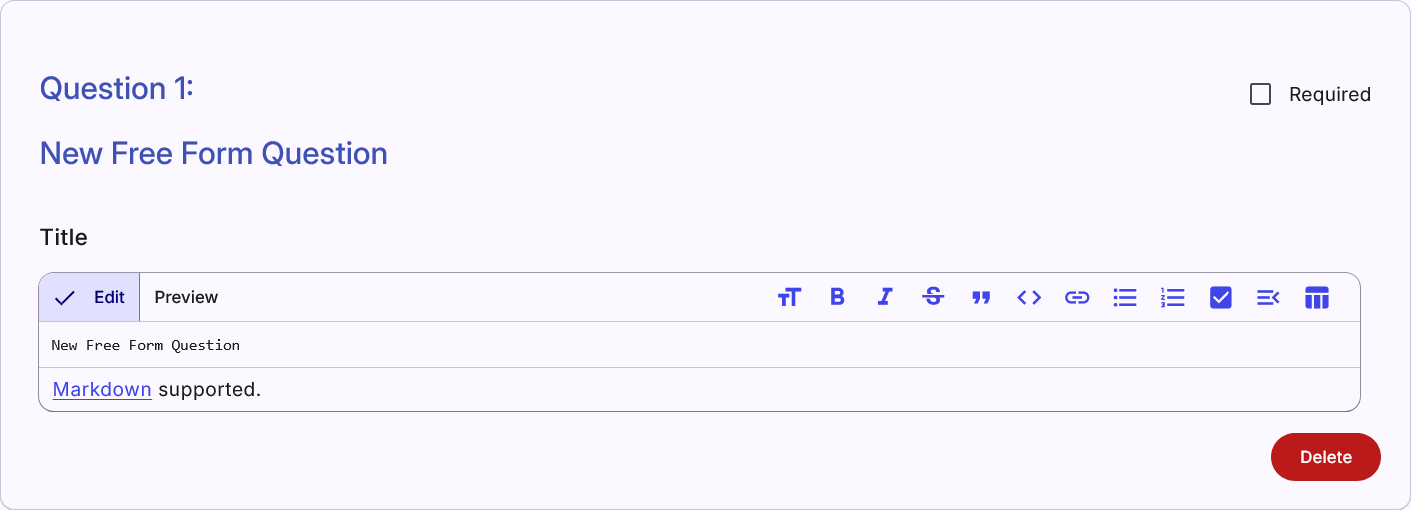 Question 1:
Required
New Free Form Question
Title
Edit
Preview
New Free Form Question
Markdown supported.
Delete